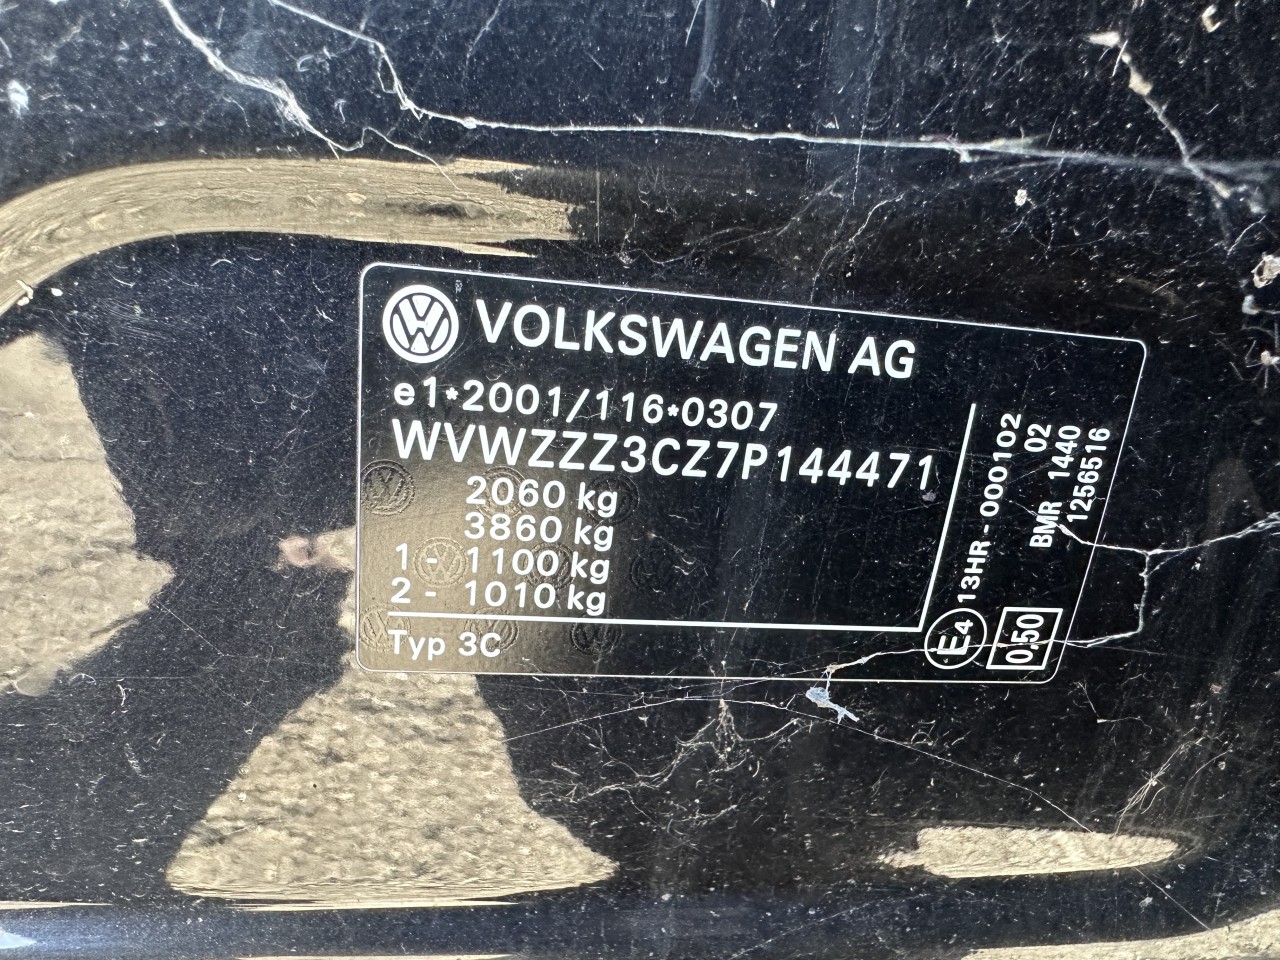 VOLKSWAGEN AG
e1*2001/116*0307
WVWZZZ3CZ7P144471
2060 kg
3860 kg
1 - 1100 kg
2 - 1010 kg
Typ 3C
E4 13HR - 000102
02
BMR 1440
1256516
0,50